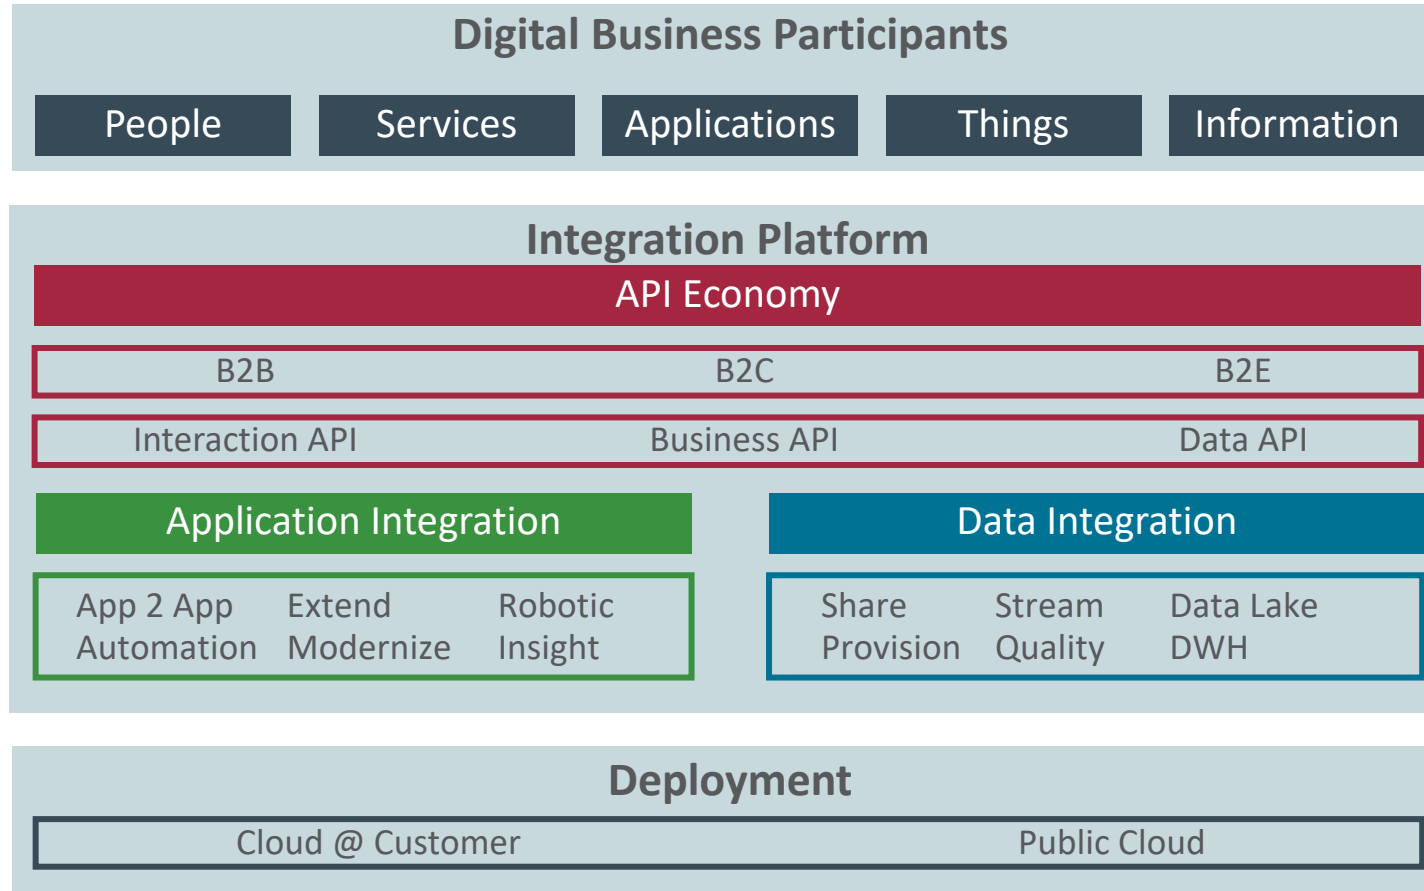 Digital Business Participants
People Services Applications Things Information
Integration Platform
API Economy
B2B B2C B2E
Interaction API Business API Data API
Application Integration Data Integration
App 2 App Extend Robotic Share Stream Data Lake
Automation Modernize Insight Provision Quality DWH
Deployment
Cloud @ Customer Public Cloud